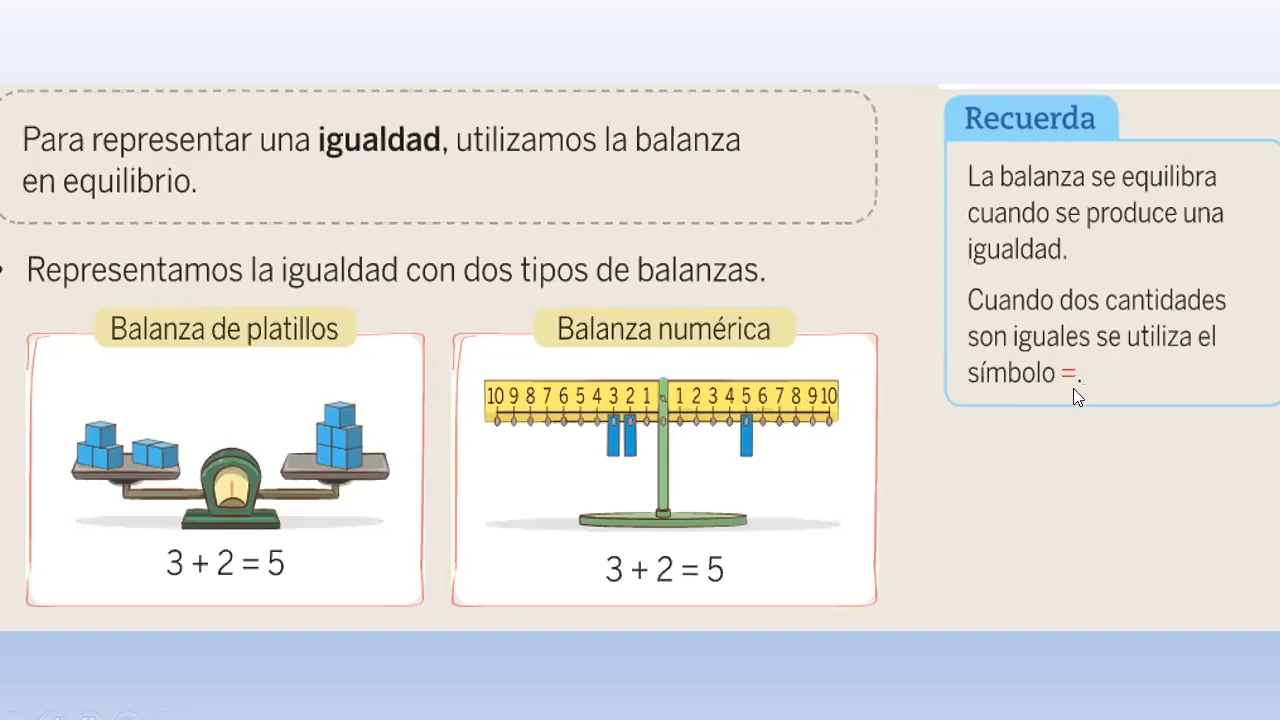 Para representar una igualdad, utilizamos la balanza
en equilibrio.
• Representamos la igualdad con dos tipos de balanzas.
Balanza de platillos
3 + 2 = 5
Balanza numérica
10 9 8 7 6 5 4 3 2 1 1 2 3 4 5 6 7 8 9 10
3 + 2 = 5
Recuerda
La balanza se equilibra
cuando se produce una
igualdad.
Cuando dos cantidades
son iguales se utiliza el
símbolo =.